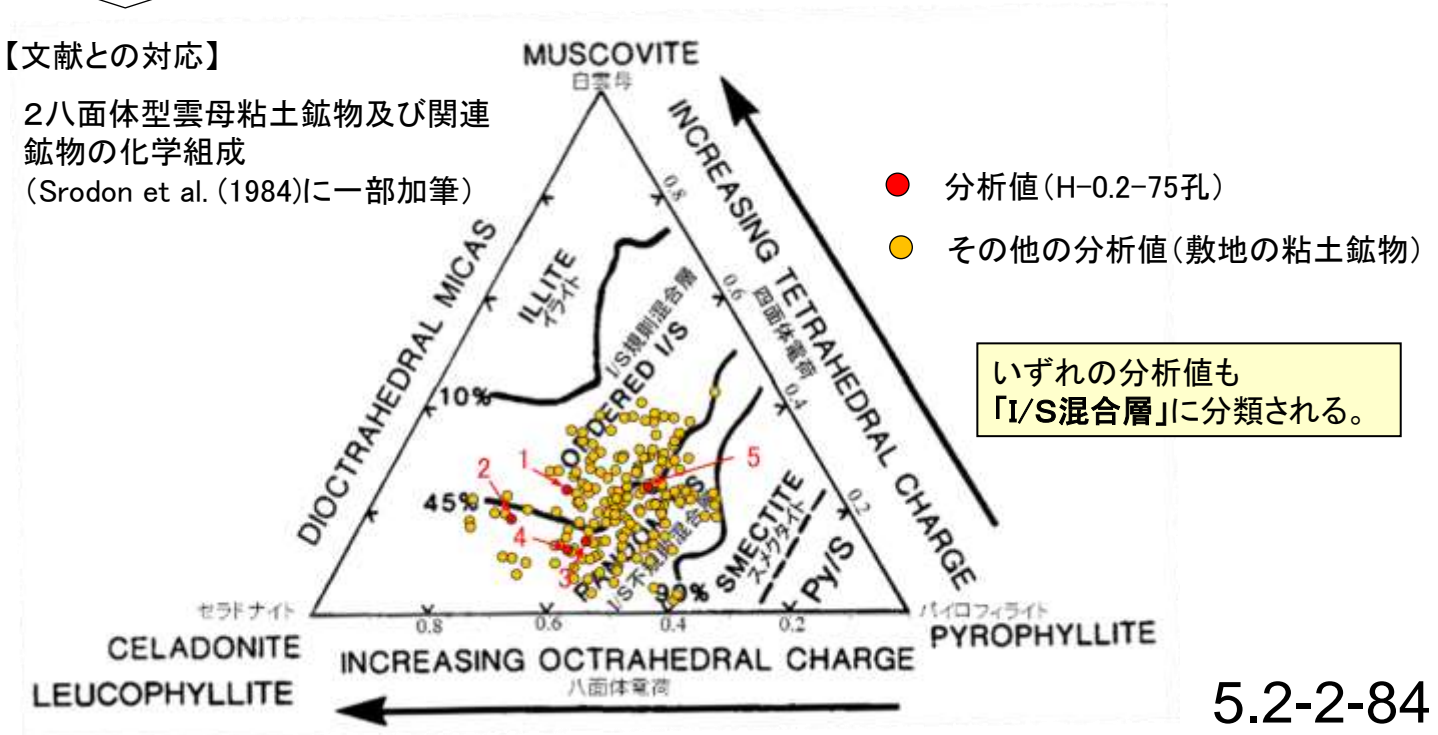 【文献との対応】
2八面体型雲母粘土鉱物及び関連
鉱物の化学組成
(Srodon et al. (1984)に一部加筆)
MUSCOVITE
白雲母
INCREASING TETRAHEDRAL CHARGE
四面体電荷
0.8
0.6
0.4
0.2
DIOCTRAHEDRAL MICAS
ILLITE
イライト
I/S規則混合層
ORDERED I/S
10%
45%
90%
1
2
3
4
5
I/S不規則混合層
SMECTITE
スメクタイト
Py/S
分析値(H-0.2-75孔)
その他の分析値(敷地の粘土鉱物)
いずれの分析値も
「I/S混合層」に分類される。
セラドナイト
CELADONITE
LEUCOPHYLLITE
0.8
0.6
0.4
0.2
INCREASING OCTRAHEDRAL CHARGE
八面体電荷
パイロフィライト
PYROPHYLLITE
5.2-2-84